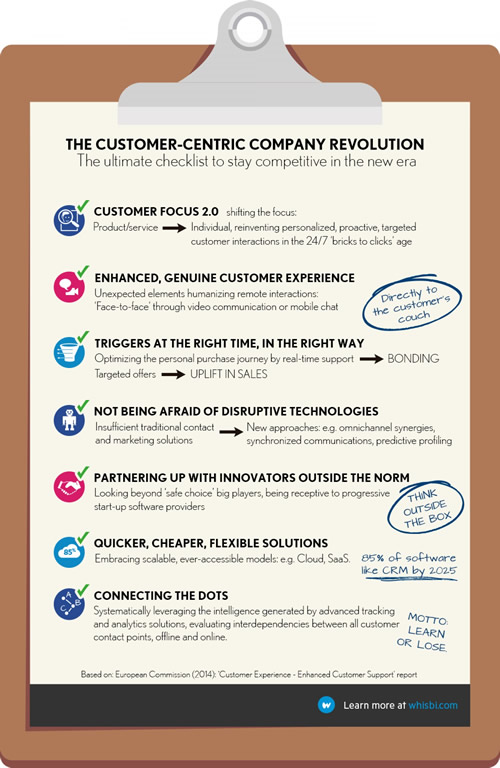 THE CUSTOMER-CENTRIC COMPANY REVOLUTION
The ultimate checklist to stay competitive in the new era
CUSTOMER FOCUS 2.0 shifting the focus:
Product/service → Individual, reinventing personalized, proactive, targeted
customer interactions in the 24/7 'bricks to clicks' age
ENHANCED, GENUINE CUSTOMER EXPERIENCE
Unexpected elements humanizing remote interactions:
'Face-to-face' through video communication or mobile chat
Directly to
the customer's
couch
TRIGGERS AT THE RIGHT TIME, IN THE RIGHT WAY
Optimizing the personal purchase journey by real-time support → BONDING
Targeted offers → UPLIFT IN SALES
NOT BEING AFRAID OF DISRUPTIVE TECHNOLOGIES
Insufficient traditional contact
and marketing solutions
→ New approaches: e.g. omnichannel synergies,
synchronized communications, predictive profiling
PARTNERING UP WITH INNOVATORS OUTSIDE THE NORM
Looking beyond 'safe choice' big players, being receptive to progressive
start-up software providers
THINK
OUTSIDE
THE BOX
QUICKER, CHEAPER, FLEXIBLE SOLUTIONS
85%
Embracing scalable, ever-accessible models: e.g. Cloud, SaaS.
85% of software
like CRM by 2025
CONNECTING THE DOTS
A
B
C
Systematically leveraging the intelligence generated by advanced tracking
and analytics solutions, evaluating interdependencies between all customer
contact points, offline and online.
MOTTO:
LEARN
OR LOSE
Based on: European Commission (2014): 'Customer Experience - Enhanced Customer Support' report
w Learn more at whisbi.com